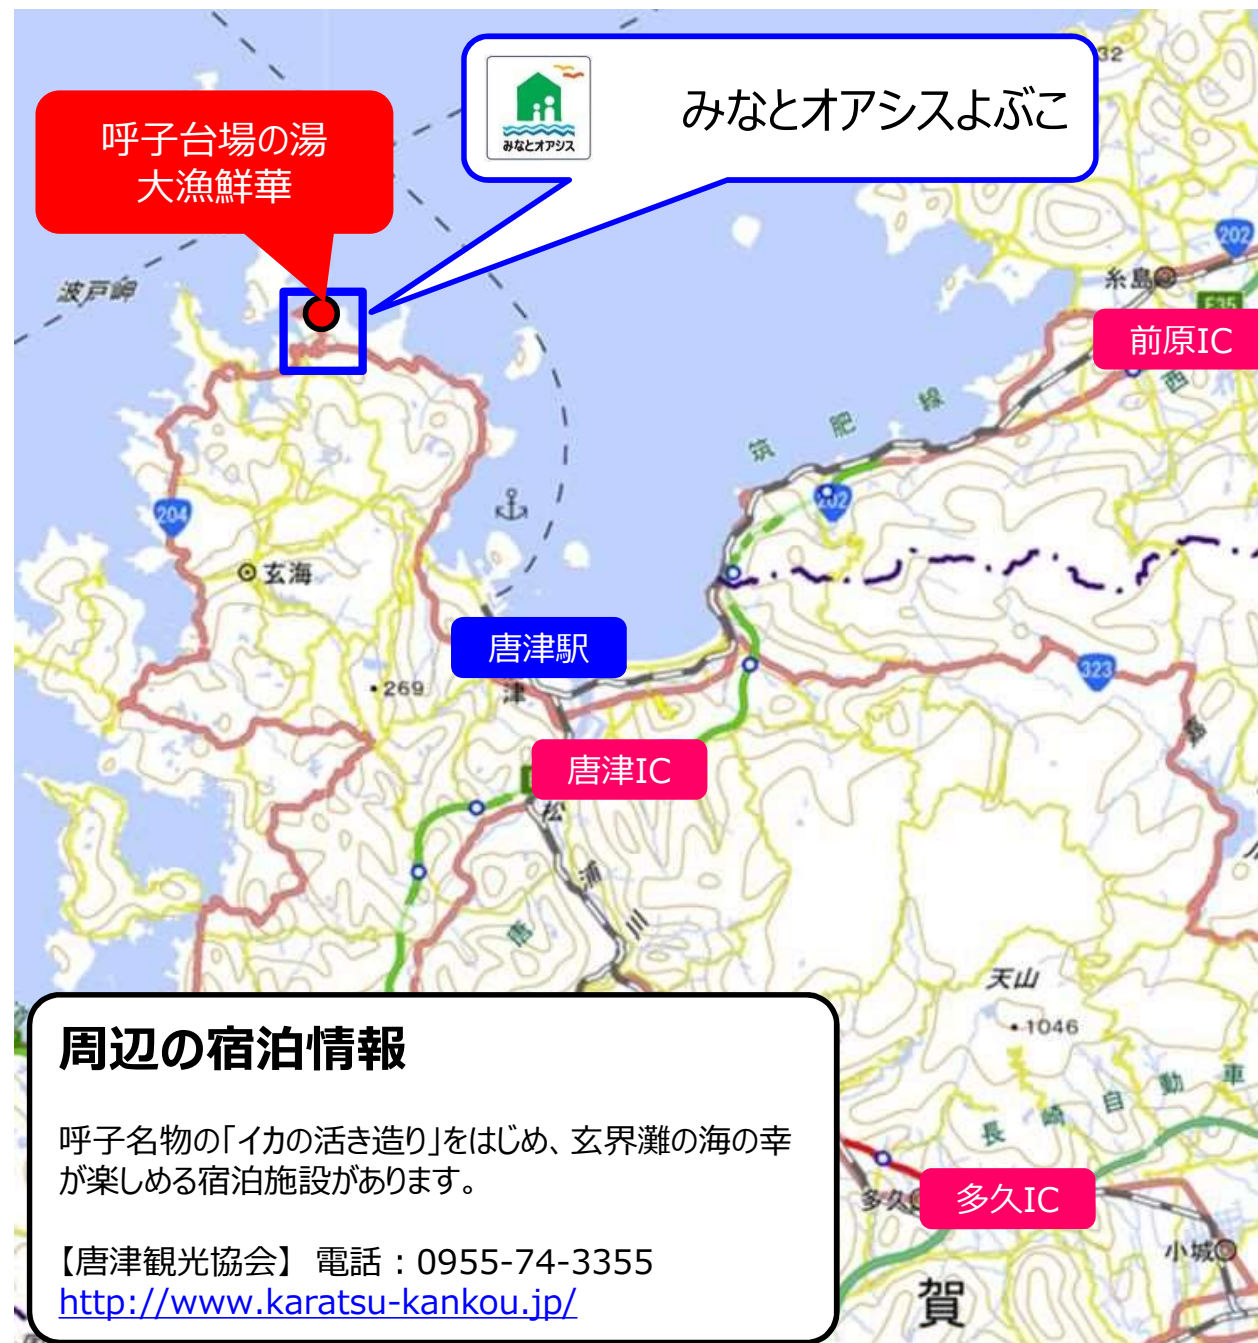 みなとオアシスよぶこ
みなとオアシス
呼子台場の湯
大漁鮮華
32
202
波戸岬
糸島
E35
前原IC
西
筑肥線
202
204
玄海
唐津駅
323
269
津
唐津IC
松浦川
唐
天山
1046
長崎自動車
多久
多久IC
小城
賀
周辺の宿泊情報
呼子名物の「イカの活き造り」をはじめ、玄界灘の海の幸
が楽しめる宿泊施設があります。
【唐津観光協会】 電話：0955-74-3355
http://www.karatsu-kankou.jp/